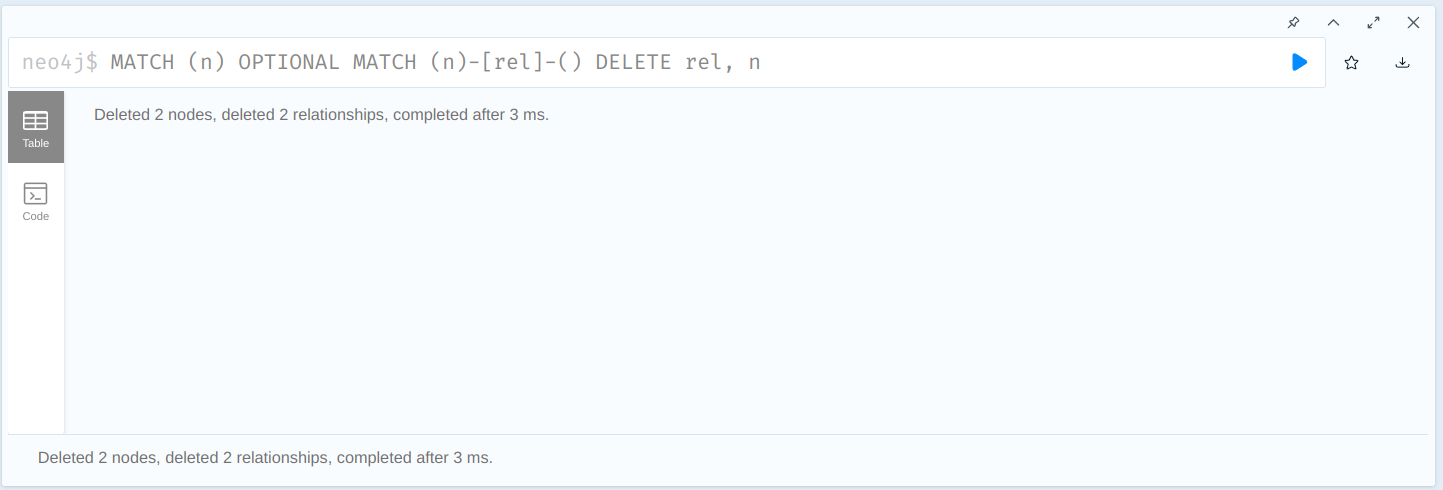 neo4j$ MATCH (n) OPTIONAL MATCH (n)-[rel]-() DELETE rel, n
Table
Deleted 2 nodes, deleted 2 relationships, completed after 3 ms.
Code
Deleted 2 nodes, deleted 2 relationships, completed after 3 ms.